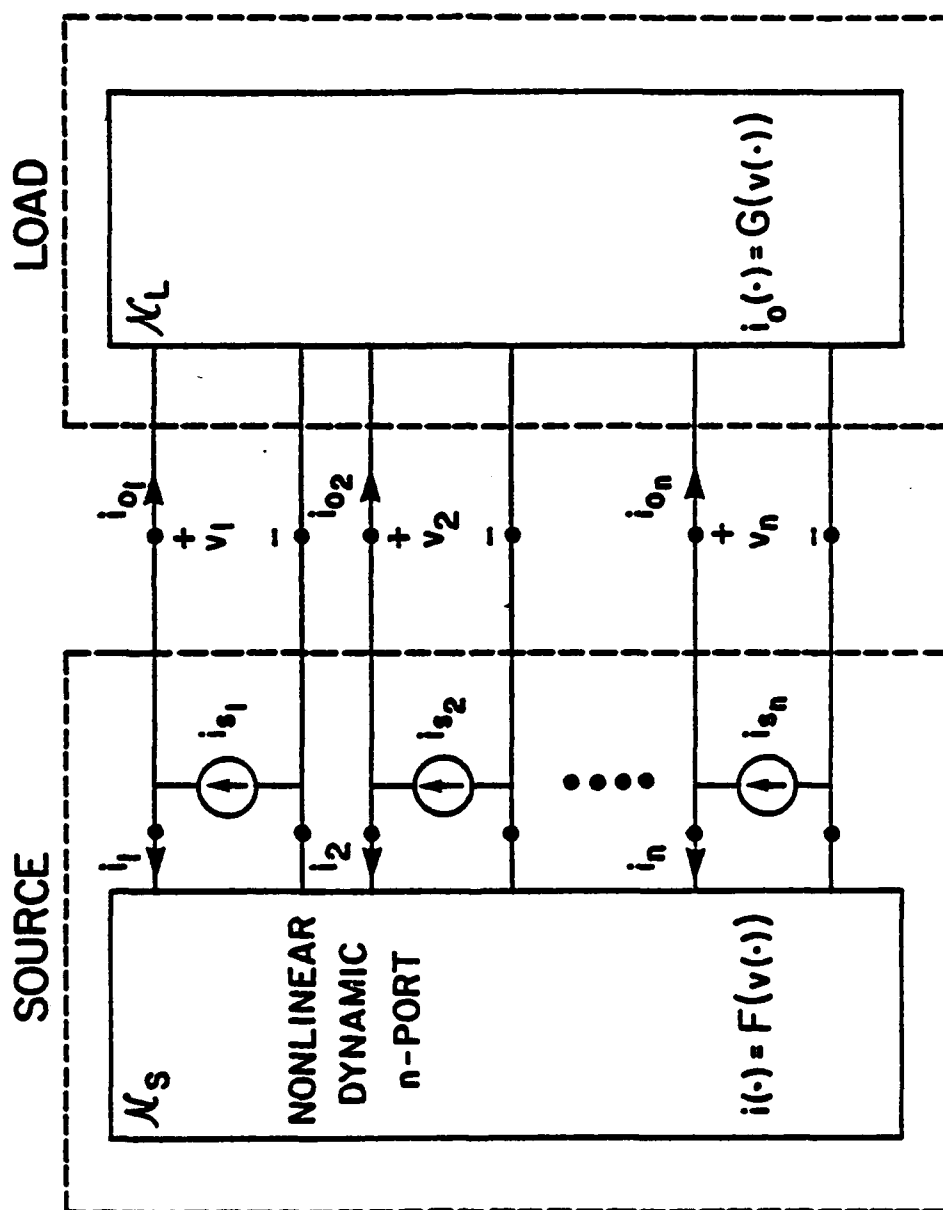 SOURCE
LOAD
𝒩S
NONLINEAR
DYNAMIC
n-PORT
i(·) = F(v(·))
i1
is1
io1
+
v1
−
i2
is2
io2
+
v2
−
in
isn
ion
+
vn
−
𝒩L
io(·) = G(v(·))